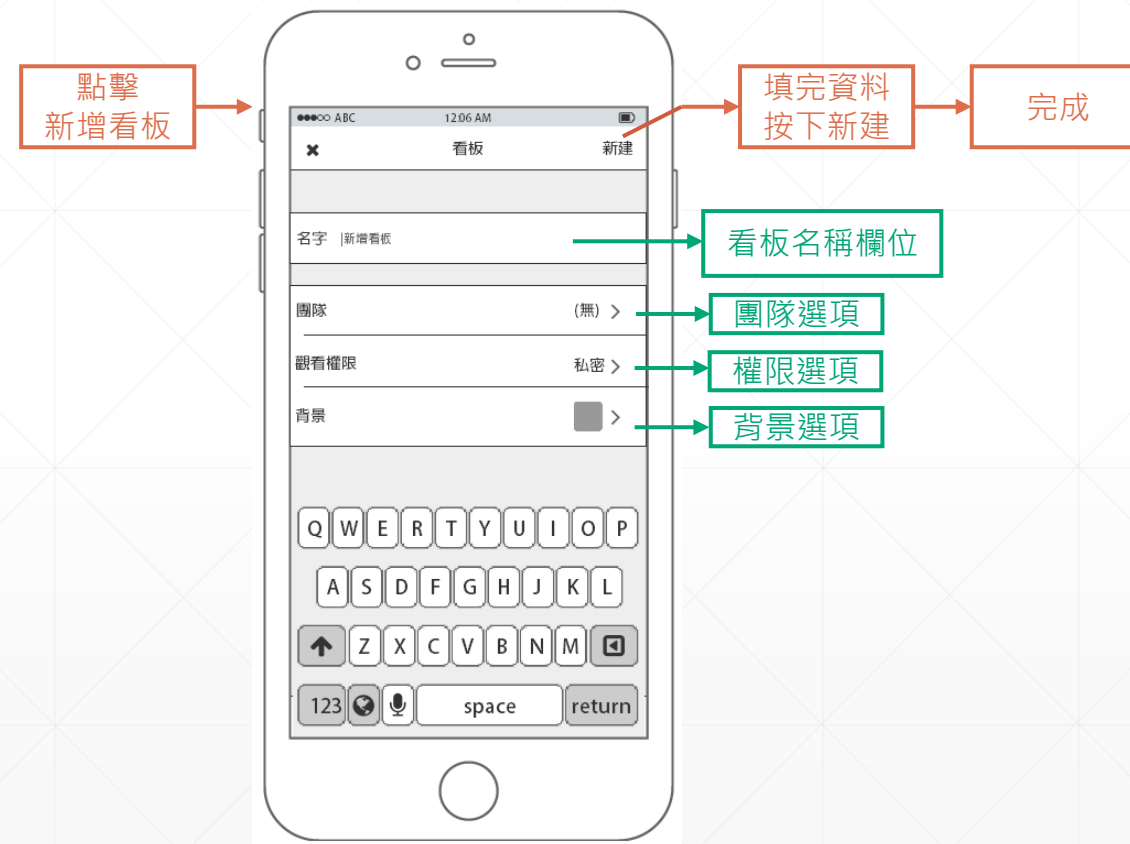 點擊
新增看板
填完資料
按下新建
完成
ABC 12:06 AM
看板 新建
名字 新增看板
看板名稱欄位
團隊 (無)
團隊選項
觀看權限 私密
權限選項
背景
背景選項
Q W E R T Y U I O P
A S D F G H J K L
Z X C V B N M
123 space return